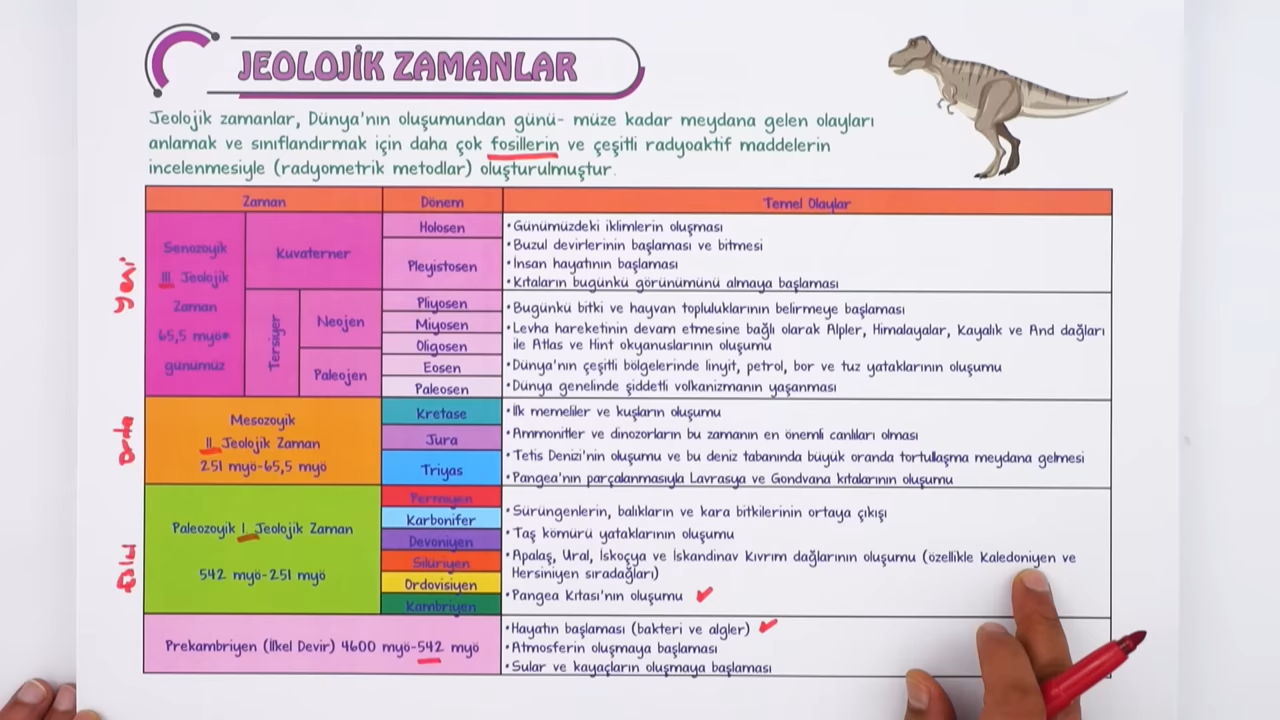 JEOLOJİK ZAMANLAR
Jeolojik zamanlar, Dünya'nın oluşumundan günü- müze kadar meydana gelen olayları
anlamak ve sınıflandırmak için daha çok fosillerin ve çeşitli radyoaktif maddelerin
incelenmesiyle (radyometrik metodlar) oluşturulmuştur.
Zaman
Dönem
Temel Olaylar
Yeni
Senozoyik
III Jeolojik
Zaman
65,5 myö-
günümüz
Kuvaterner
Holosen
Pleyistosen
•Günümüzdeki iklimlerin oluşması
•Buzul devirlerinin başlaması ve bitmesi
•İnsan hayatının başlaması
•Kıtaların bugünkü görünümünü almaya başlaması
Tersiyer
Neojen
Paleojen
Pliyosen
Miyosen
Oligosen
Eosen
Paleosen
•Bugünkü bitki ve hayvan topluluklarının belirmeye başlaması
•Levha hareketinin devam etmesine bağlı olarak Alpler, Himalayalar, Kayalık ve And dağları
ile Atlas ve Hint okyanuslarının oluşumu
•Dünya'nın çeşitli bölgelerinde linyit, petrol, bor ve tuz yataklarının oluşumu
•Dünya genelinde şiddetli volkanizmanın yaşanması
Orta
Mesozoyik
II Jeolojik Zaman
251 myö-65,5 myö
Kretase
Jura
Triyas
•İlk memeliler ve kuşların oluşumu
•Ammonitler ve dinozorların bu zamanın en önemli canlıları olması
•Tetis Denizi'nin oluşumu ve bu deniz tabanında büyük oranda tortullaşma meydana gelmesi
•Pangea'nın parçalanmasıyla Lavrasya ve Gondvana kıtalarının oluşumu
Eski
Paleozoyik I. Jeolojik Zaman
542 myö-251 myö
Permiyen
Karbonifer
Devoniyen
Silüriyen
Ordovisiyen
Kambriyen
•Sürüngenlerin, balıkların ve kara bitkilerinin ortaya çıkışı
•Taş kömürü yataklarının oluşumu
•Apalaş, Ural, İskoçya ve İskandinav Kıvrım dağlarının oluşumu (özellikle Kaledoniyen ve
Hersiniyen sıradağları)
•Pangea Kıtası'nın oluşumu
Prekambriyen (İlkel Devir) 4600 myö-542 myö
•Hayatın başlaması (bakteri ve algler)
•Atmosferin oluşmaya başlaması
•Sular ve kayaçların oluşmaya başlaması